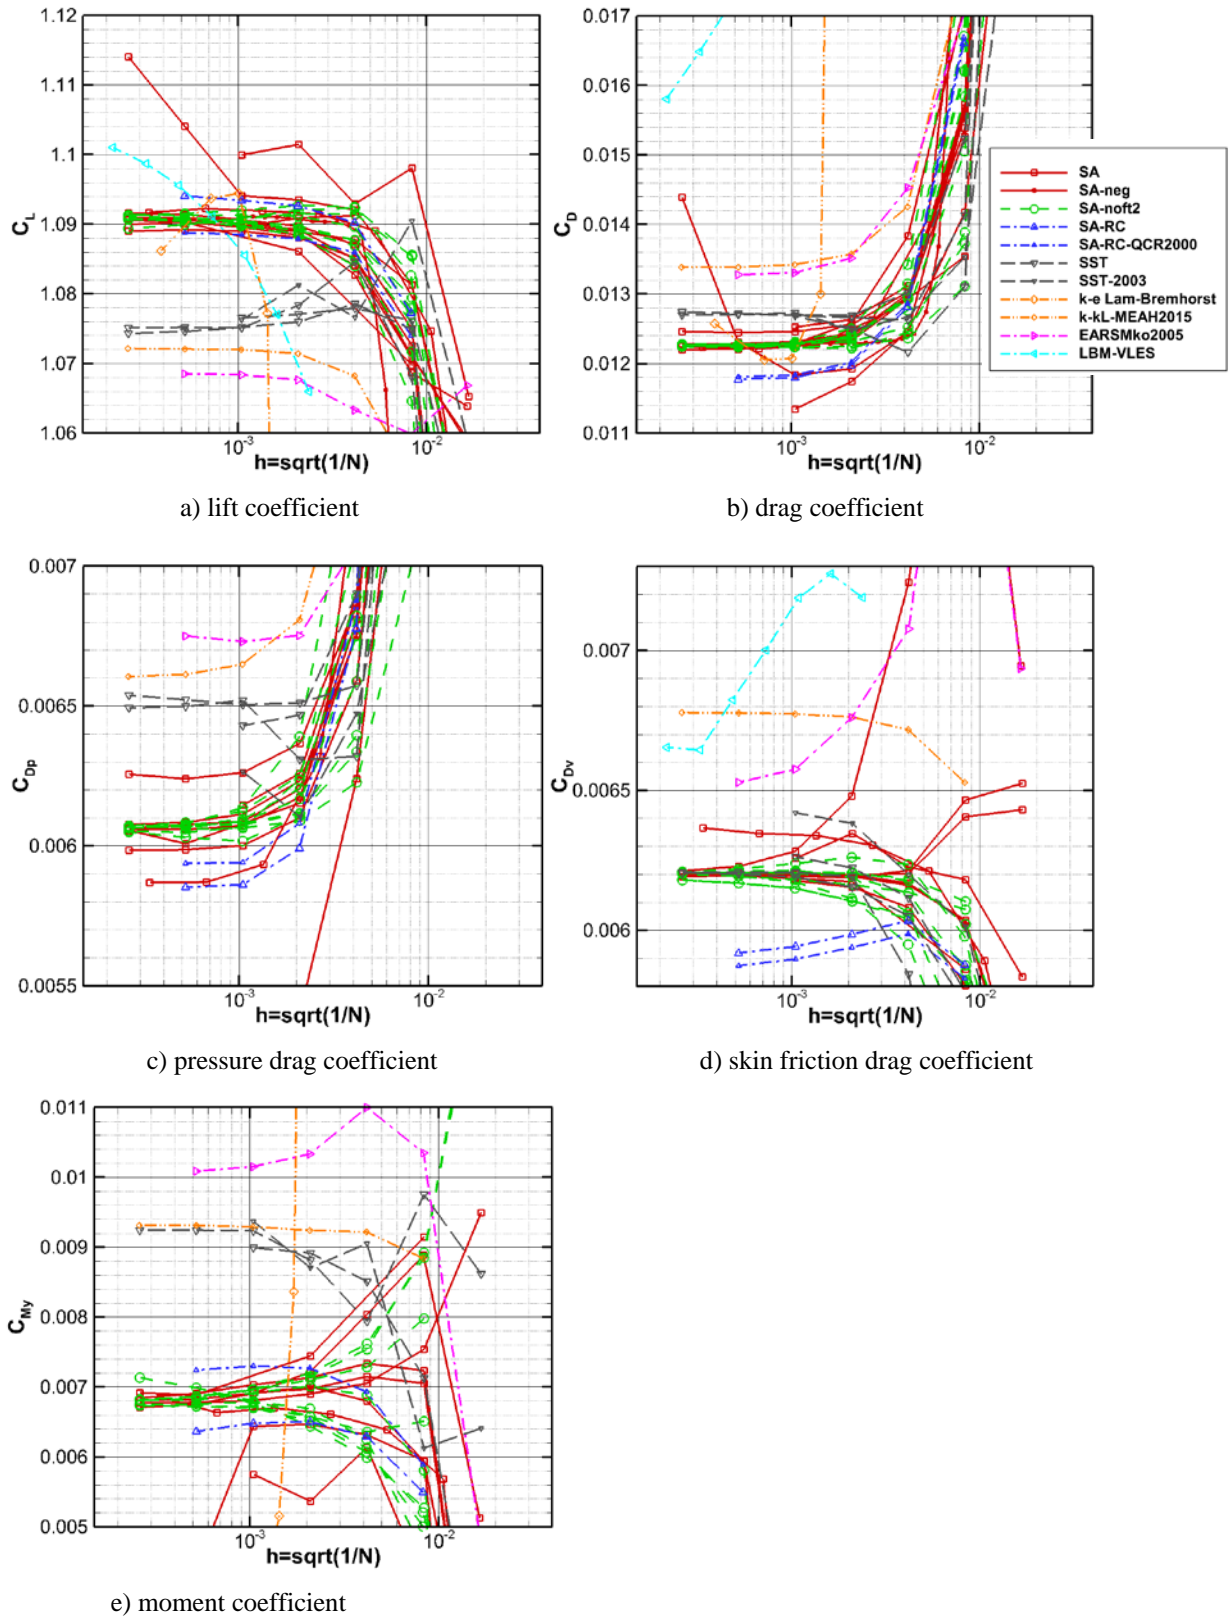 1.12
1.11
1.1
1.09
1.08
1.07
1.06
C_L
10^-3
10^-2
h=sqrt(1/N)
a) lift coefficient
0.017
0.016
0.015
0.014
0.013
0.012
0.011
C_D
10^-3
10^-2
h=sqrt(1/N)
b) drag coefficient
SA
SA-neg
SA-noft2
SA-RC
SA-RC-QCR2000
SST
SST-2003
k-e Lam-Bremhorst
k-kL-MEAH2015
EARSMko2005
LBM-VLES
0.007
0.0065
0.006
0.0055
C_Dp
10^-3
10^-2
h=sqrt(1/N)
c) pressure drag coefficient
0.007
0.0065
0.006
C_Dv
10^-3
10^-2
h=sqrt(1/N)
d) skin friction drag coefficient
0.011
0.01
0.009
0.008
0.007
0.006
0.005
C_My
10^-3
10^-2
h=sqrt(1/N)
e) moment coefficient